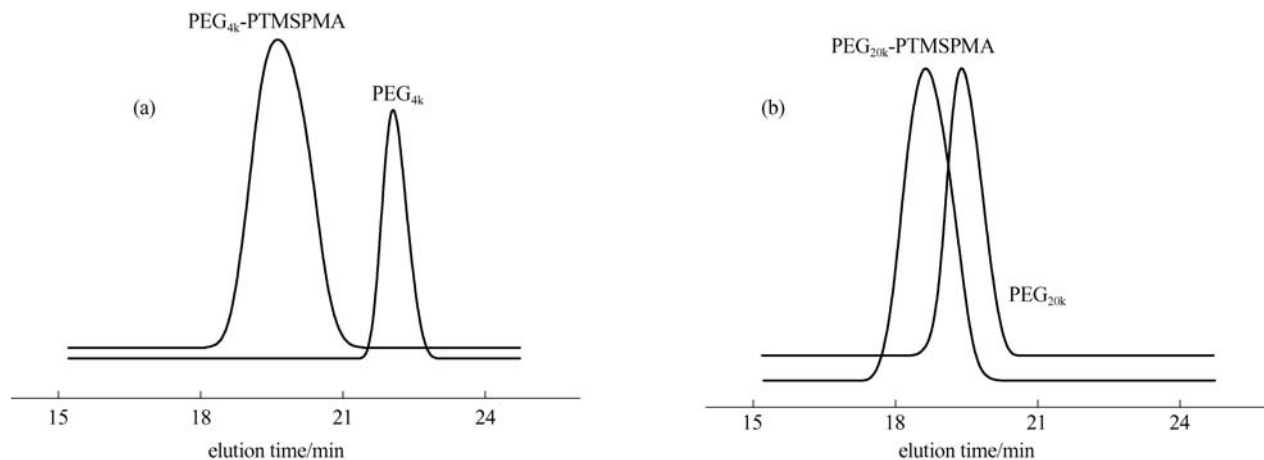 PEG4k-PTMSPMA
(a)
PEG4k
15 18 21 24
elution time/min
PEG20k-PTMSPMA
(b)
PEG20k
15 18 21 24
elution time/min